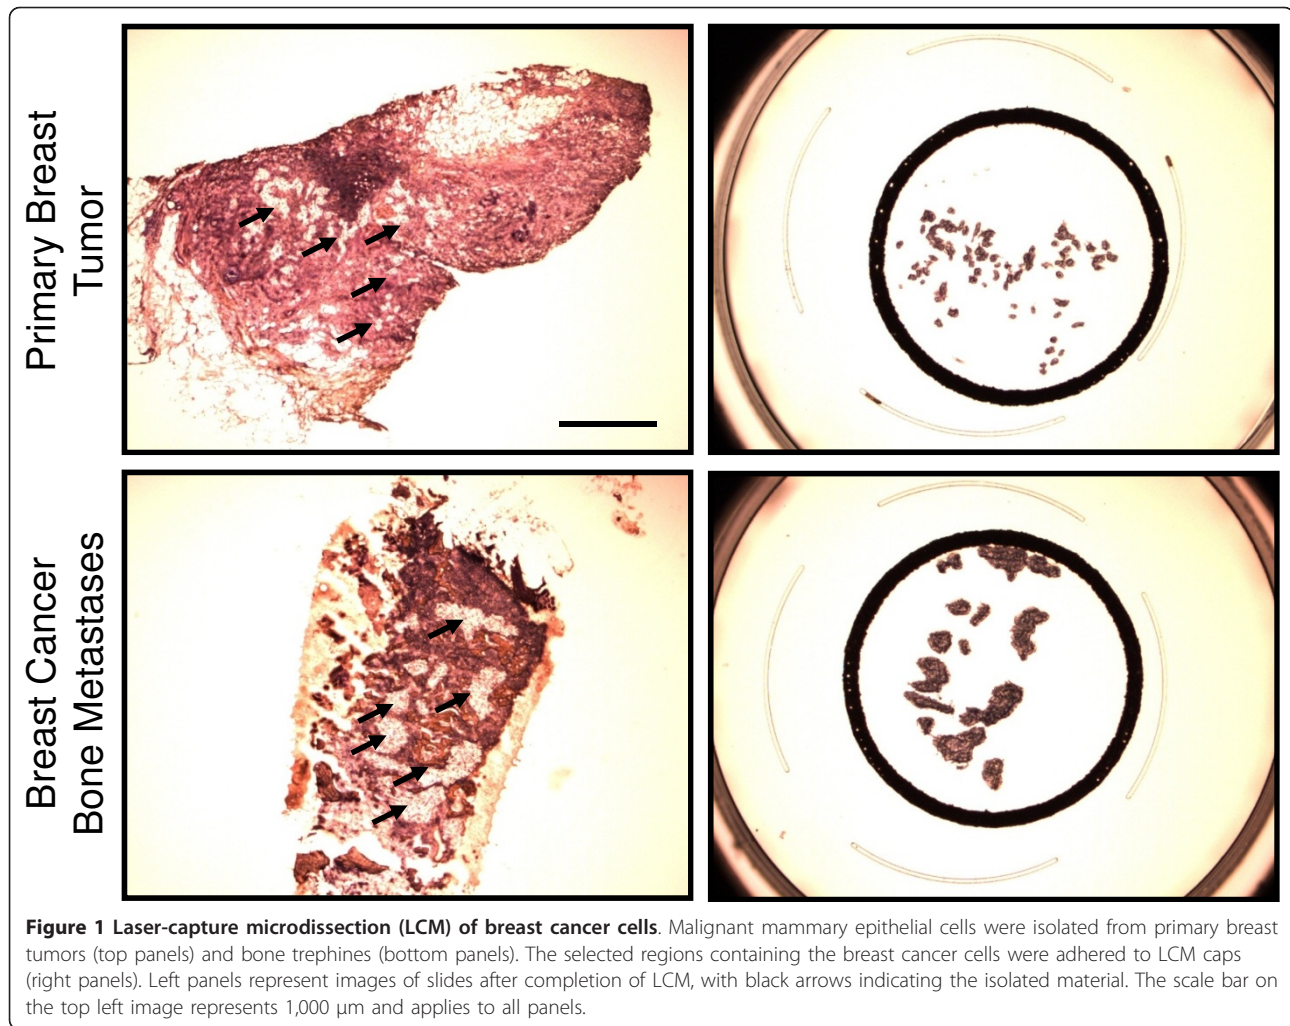 Primary Breast
Tumor
Breast Cancer
Bone Metastases
Figure 1 Laser-capture microdissection (LCM) of breast cancer cells. Malignant mammary epithelial cells were isolated from primary breast
tumors (top panels) and bone trephines (bottom panels). The selected regions containing the breast cancer cells were adhered to LCM caps
(right panels). Left panels represent images of slides after completion of LCM, with black arrows indicating the isolated material. The scale bar on
the top left image represents 1,000 μm and applies to all panels.